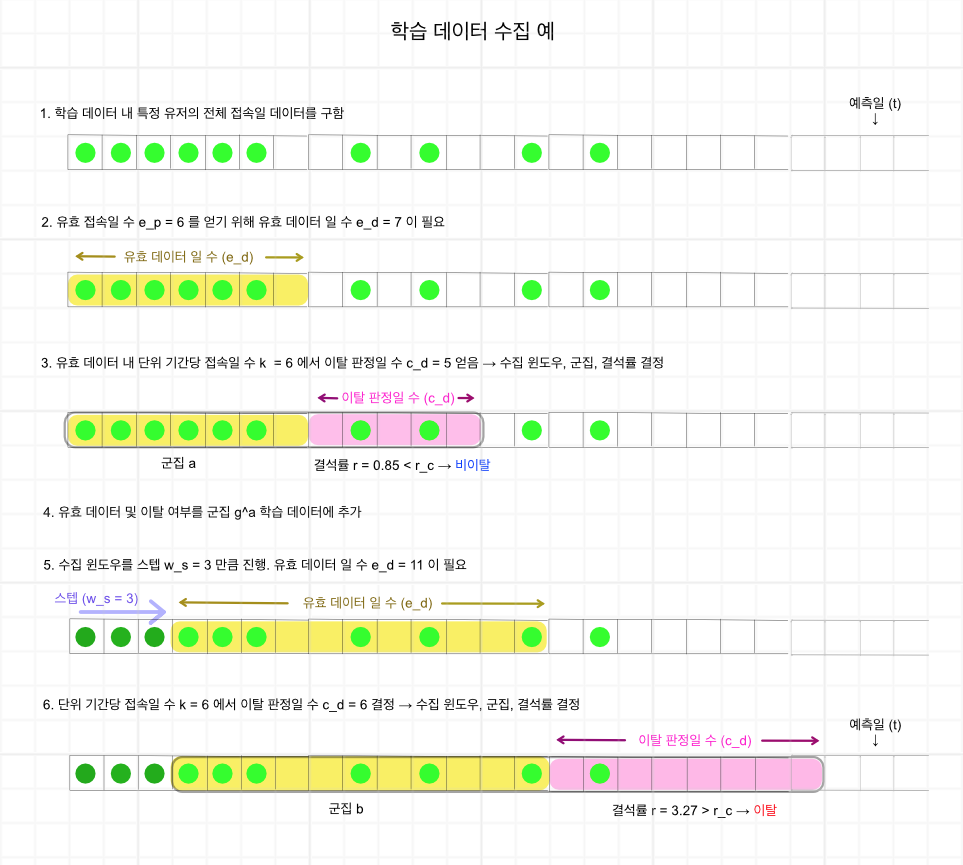 학습 데이터 수집 예
1. 학습 데이터 내 특정 유저의 전체 접속일 데이터를 구함
예측일 (t)
↓
2. 유효 접속일 수 e_p = 6 를 얻기 위해 유효 데이터 일 수 e_d = 7 이 필요
유효 데이터 일 수 (e_d)
3. 유효 데이터 내 단위 기간당 접속일 수 k = 6 에서 이탈 판정일 수 c_d = 5 얻음 → 수집 윈도우, 군집, 결석률 결정
이탈 판정일 수 (c_d)
군집 a
결석률 r = 0.85 < r_c → 비이탈
4. 유효 데이터 및 이탈 여부를 군집 g^a 학습 데이터에 추가
5. 수집 윈도우를 스텝 w_s = 3 만큼 진행. 유효 데이터 일 수 e_d = 11 이 필요
스텝 (w_s = 3)
유효 데이터 일 수 (e_d)
6. 단위 기간당 접속일 수 k = 6 에서 이탈 판정일 수 c_d = 6 결정 → 수집 윈도우, 군집, 결석률 결정
예측일 (t)
↓
이탈 판정일 수 (c_d)
군집 b
결석률 r = 3.27 > r_c → 이탈